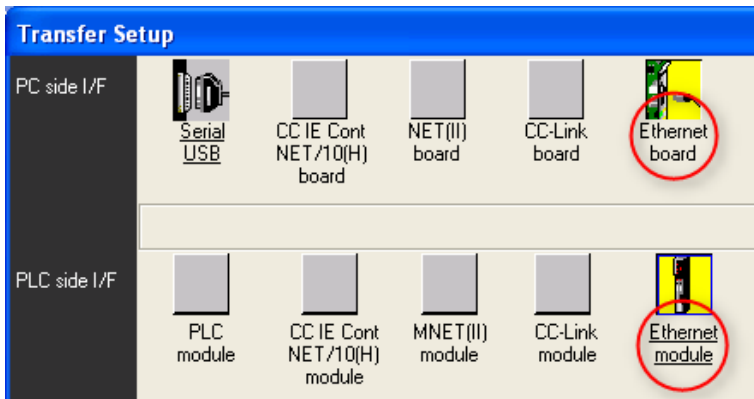 Transfer Setup
PC side I/F
Serial
USB
CC IE Cont
NET/10(H)
board
NET(II)
board
CC-Link
board
Ethernet
board
PLC side I/F
PLC
module
CC IE Cont
NET/10(H)
module
MNET(II)
module
CC-Link
module
Ethernet
module